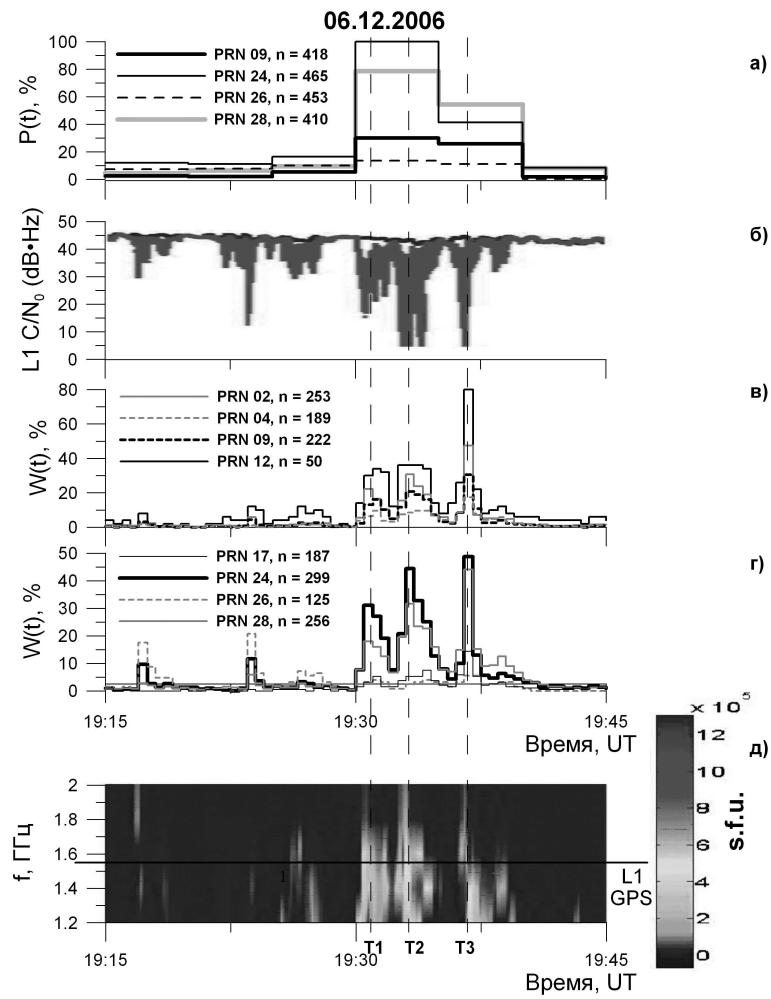 06.12.2006
а)
100
80
60
40
20
0
P(t), %
PRN 09, n = 418
PRN 24, n = 465
PRN 26, n = 453
PRN 28, n = 410
б)
50
40
30
20
10
0
L1 C/N0 (dB•Hz)
в)
80
60
40
20
0
W(t), %
PRN 02, n = 253
PRN 04, n = 189
PRN 09, n = 222
PRN 12, n = 50
г)
50
40
30
20
10
0
W(t), %
PRN 17, n = 187
PRN 24, n = 299
PRN 26, n = 125
PRN 28, n = 256
19:15
19:30
19:45
Время, UT
д)
x 10^5
12
10
8
6
4
2
0
s.f.u.
2
1.8
1.6
1.4
1.2
f, ГГц
1
L1
GPS
T1
T2
T3
19:15
19:30
19:45
Время, UT